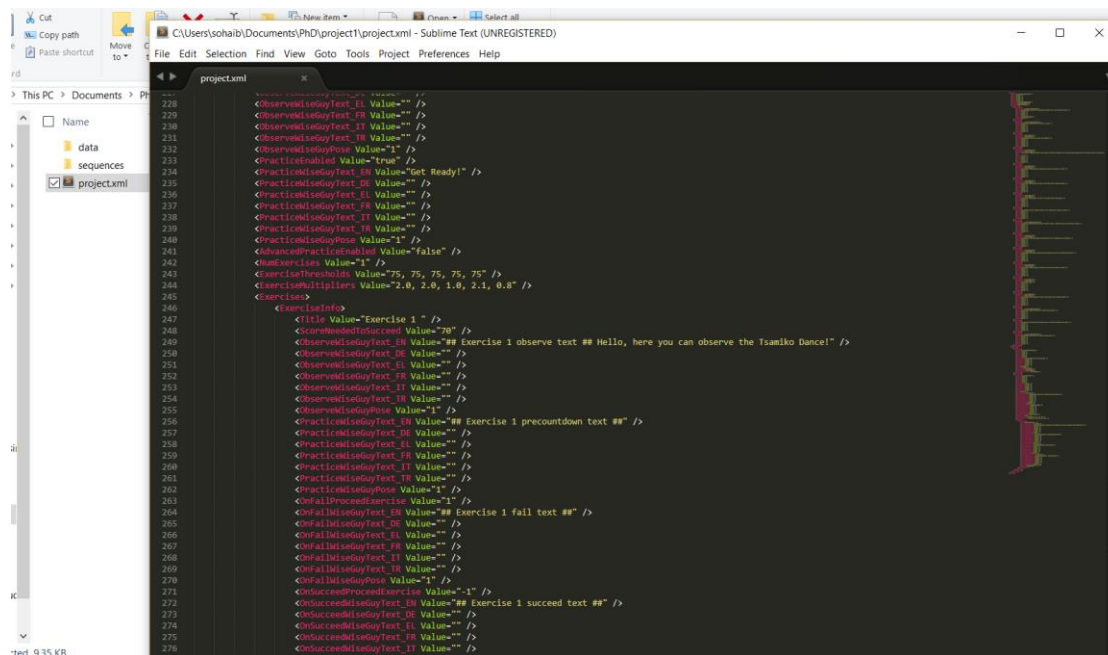 Cut
Copy path
Paste shortcut
Move
to
New item
Open
Select all
C:\Users\sohaib\Documents\PhD\project1\project.xml - Sublime Text (UNREGISTERED)
File Edit Selection Find View Goto Tools Project Preferences Help
project.xml
This PC > Documents >
Name
data
sequences
project.xml
228 <ObserveWiseGuyText_EL Value="" />
229 <ObserveWiseGuyText_FR Value="" />
230 <ObserveWiseGuyText_IT Value="" />
231 <ObserveWiseGuyText_TR Value="" />
232 <ObserveWiseGuyPose Value="1" />
233 <PracticeEnabled Value="true" />
234 <PracticeWiseGuyText_EN Value="Get Ready!" />
235 <PracticeWiseGuyText_DE Value="" />
236 <PracticeWiseGuyText_EL Value="" />
237 <PracticeWiseGuyText_FR Value="" />
238 <PracticeWiseGuyText_IT Value="" />
239 <PracticeWiseGuyText_TR Value="" />
240 <PracticeWiseGuyPose Value="1" />
241 <AdvancedPracticeEnabled Value="false" />
242 <NumExercises Value="1" />
243 <ExerciseThresholds Value="75, 75, 75, 75, 75" />
244 <ExerciseMultipliers Value="2.0, 2.0, 1.0, 2.1, 0.8" />
245 <Exercises>
246 <ExerciseInfo>
247 <Title Value="Exercise 1 " />
248 <ScoreNeededToSucceed Value="70" />
249 <ObserveWiseGuyText_EN Value="## Exercise 1 observe text ## Hello, here you can observe the Tsamiko Dance!" />
250 <ObserveWiseGuyText_DE Value="" />
251 <ObserveWiseGuyText_EL Value="" />
252 <ObserveWiseGuyText_FR Value="" />
253 <ObserveWiseGuyText_IT Value="" />
254 <ObserveWiseGuyText_TR Value="" />
255 <ObserveWiseGuyPose Value="1" />
256 <PracticeWiseGuyText_EN Value="## Exercise 1 precountdown text ##" />
257 <PracticeWiseGuyText_DE Value="" />
258 <PracticeWiseGuyText_EL Value="" />
259 <PracticeWiseGuyText_FR Value="" />
260 <PracticeWiseGuyText_IT Value="" />
261 <PracticeWiseGuyText_TR Value="" />
262 <PracticeWiseGuyPose Value="1" />
263 <OnFailProceedExercise Value="1" />
264 <OnFailWiseGuyText_EN Value="## Exercise 1 fail text ##" />
265 <OnFailWiseGuyText_DE Value="" />
266 <OnFailWiseGuyText_EL Value="" />
267 <OnFailWiseGuyText_FR Value="" />
268 <OnFailWiseGuyText_IT Value="" />
269 <OnFailWiseGuyText_TR Value="" />
270 <OnFailWiseGuyPose Value="1" />
271 <OnSucceedProceedExercise Value="-1" />
272 <OnSucceedWiseGuyText_EN Value="## Exercise 1 succeed text ##" />
273 <OnSucceedWiseGuyText_DE Value="" />
274 <OnSucceedWiseGuyText_EL Value="" />
275 <OnSucceedWiseGuyText_FR Value="" />
276 <OnSucceedWiseGuyText_IT Value="" />
9.35 KB